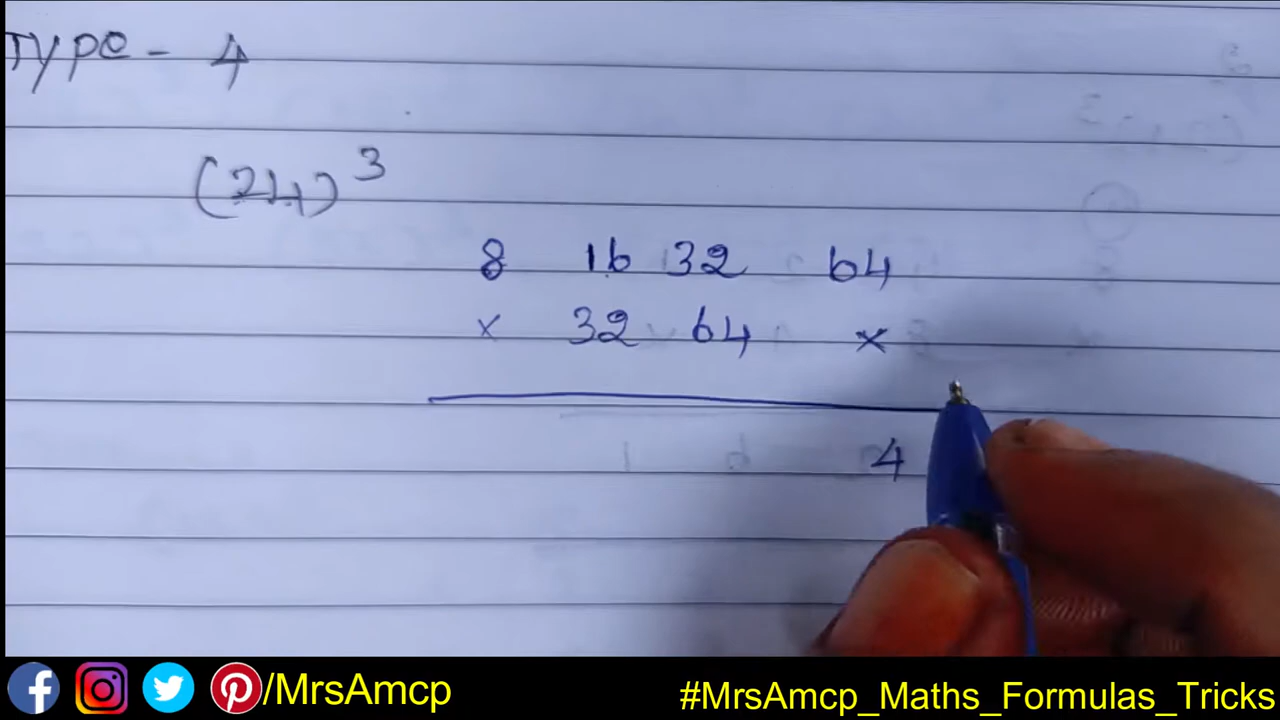 Type - 4
(24)³
8 16 32 64
× 32 64 ×
4
/MrsAmcp
#MrsAmcp_Maths_Formulas_Tricks